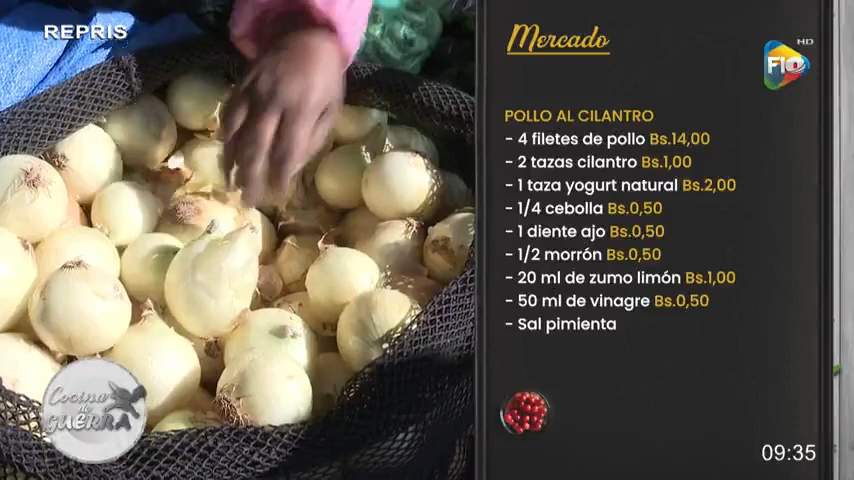 REPRIS
Mercado
F10
HD
POLLO AL CILANTRO
- 4 filetes de pollo Bs.14,00
- 2 tazas cilantro Bs.1,00
- 1 taza yogurt natural Bs.2,00
- 1/4 cebolla Bs.0,50
- 1 diente ajo Bs.0,50
- 1/2 morrón Bs.0,50
- 20 ml de zumo limón Bs.1,00
- 50 ml de vinagre Bs.0,50
- Sal pimienta
Cocina
de
GUERRA
09:35